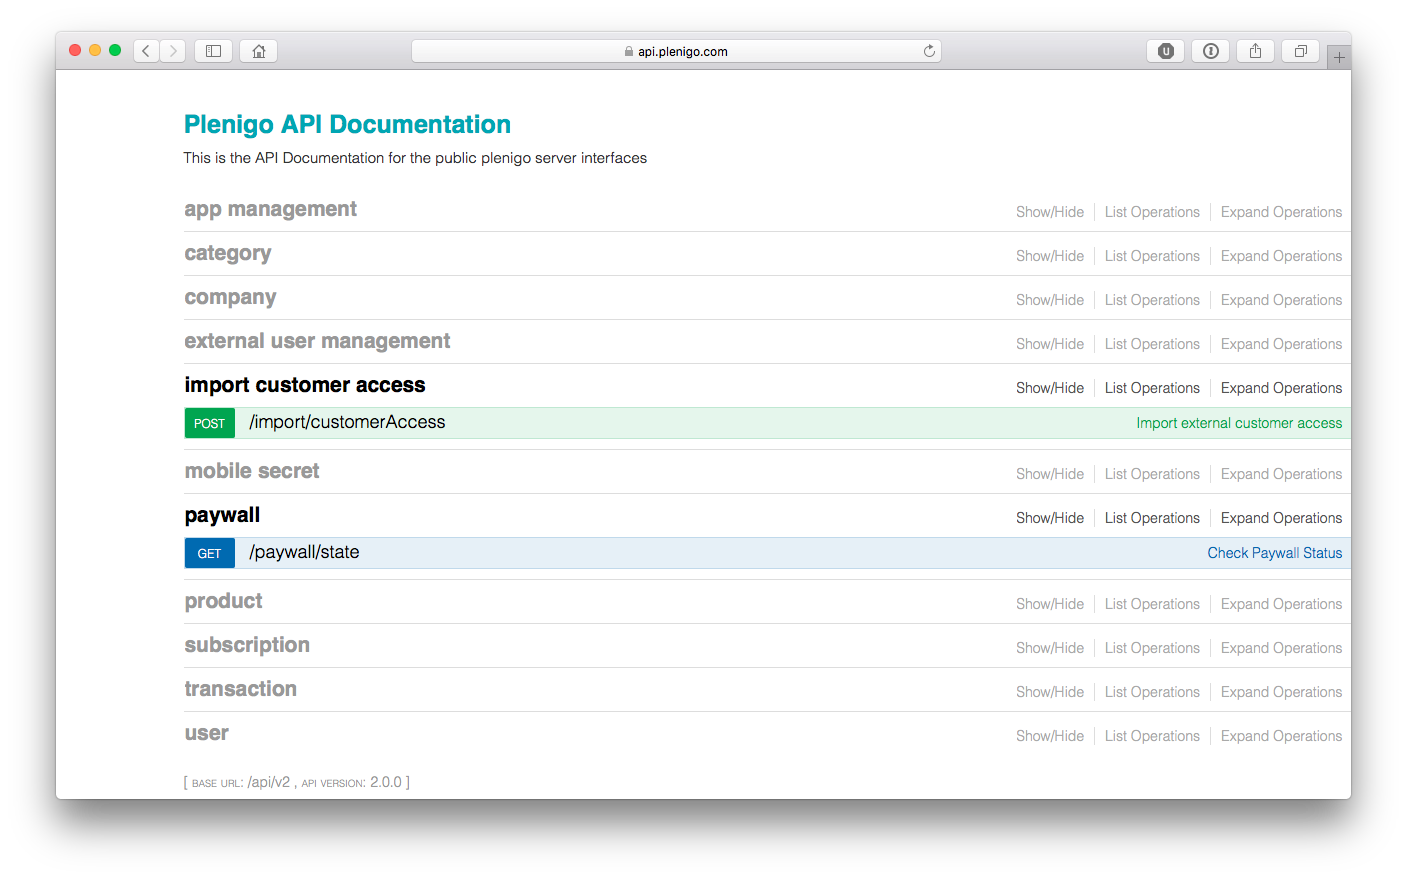 api.plenigo.com
Plenigo API Documentation
This is the API Documentation for the public plenigo server interfaces
app management Show/Hide List Operations Expand Operations
category Show/Hide List Operations Expand Operations
company Show/Hide List Operations Expand Operations
external user management Show/Hide List Operations Expand Operations
import customer access Show/Hide List Operations Expand Operations
POST /import/customerAccess Import external customer access
mobile secret Show/Hide List Operations Expand Operations
paywall Show/Hide List Operations Expand Operations
GET /paywall/state Check Paywall Status
product Show/Hide List Operations Expand Operations
subscription Show/Hide List Operations Expand Operations
transaction Show/Hide List Operations Expand Operations
user Show/Hide List Operations Expand Operations
[ BASE URL: /api/v2 , API VERSION: 2.0.0 ]